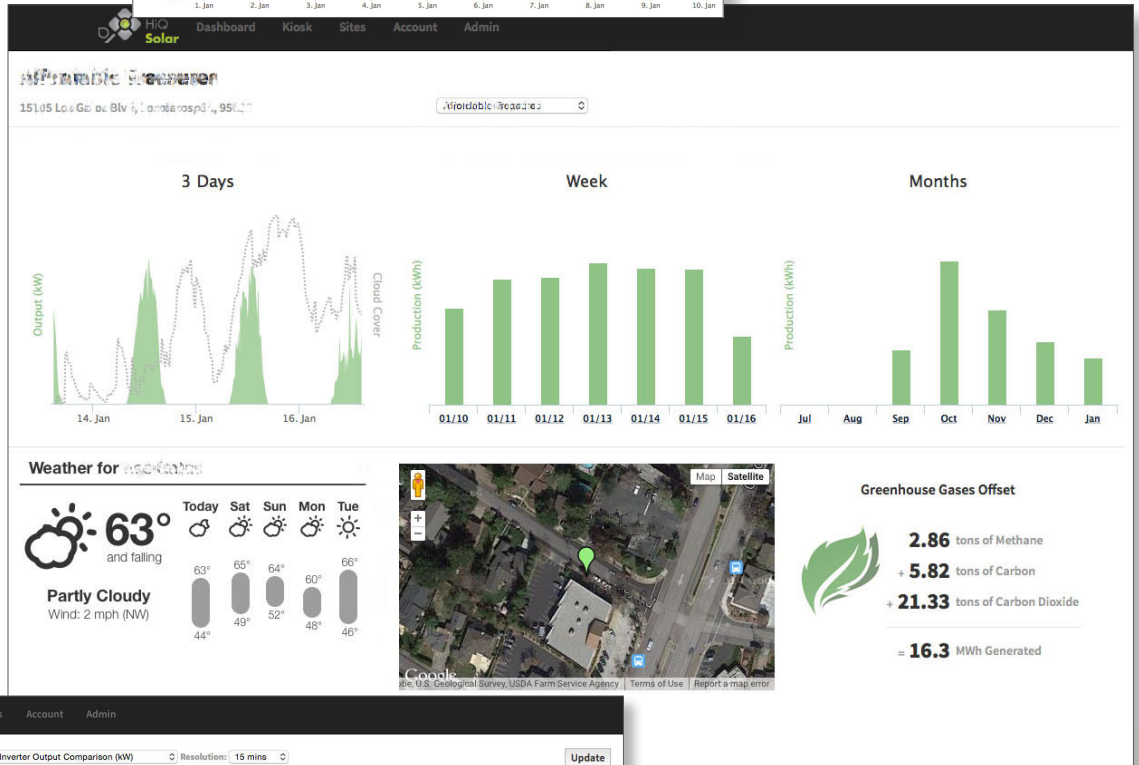 1. Jan 2. Jan 3. Jan 4. Jan 5. Jan 6. Jan 7. Jan 8. Jan 9. Jan 10. Jan
HiQ Solar
Dashboard Kiosk Sites Account Admin
Affordable
3 Days
Output (kW)
Cloud Cover
14. Jan 15. Jan 16. Jan
Week
Production (kWh)
01/10 01/11 01/12 01/13 01/14 01/15 01/16
Months
Production (kWh)
Jul Aug Sep Oct Nov Dec Jan
Weather for
63°
and falling
Partly Cloudy
Wind: 2 mph (NW)
Today Sat Sun Mon Tue
63° 65° 64° 60° 66°
44° 49° 52° 48° 46°
Map Satellite
+
−
Google
U.S. Geological Survey, USDA Farm Service Agency Terms of Use Report a map error
Greenhouse Gases Offset
2.86 tons of Methane
+ 5.82 tons of Carbon
+ 21.33 tons of Carbon Dioxide
= 16.3 MWh Generated
Account Admin
Inverter Output Comparison (kW) Resolution: 15 mins Update